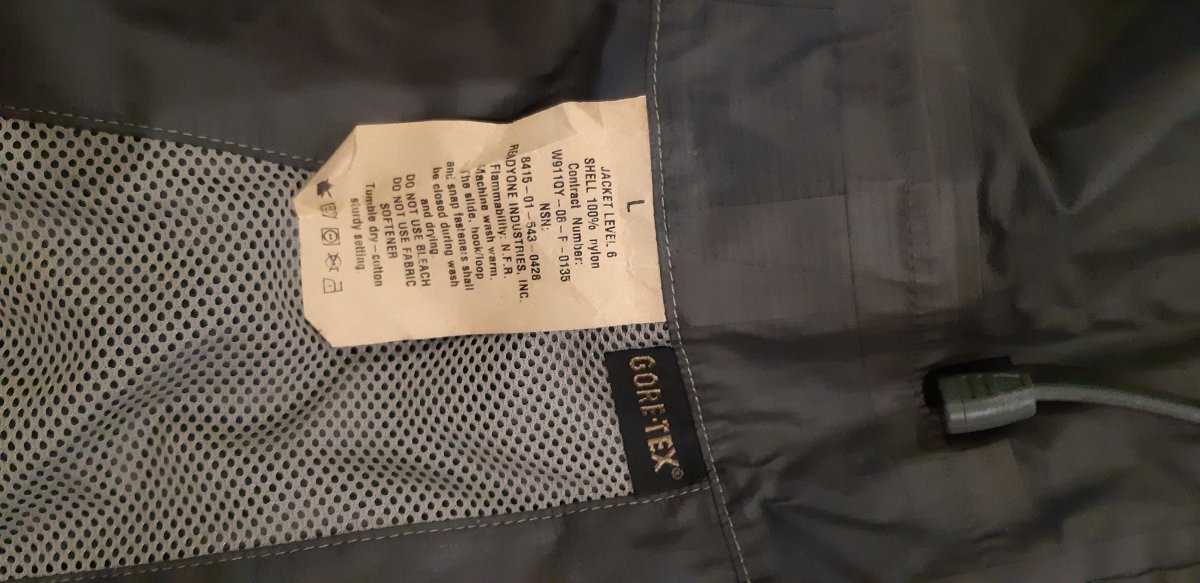 L
JACKET LEVEL 6
SHELL 100% nylon
Contract Number:
W911QY-06-F-0135
NSN:
8415-01-543-0428
READYONE INDUSTRIES, INC.
Flammability: N.F.R.
Machine wash warm.
The slide, hook/loop
and snap fasteners shall
be closed during wash
and drying
DO NOT USE BLEACH
DO NOT USE FABRIC
SOFTENER
Tumble dry-cotton
sturdy setting.
GORE-TEX®